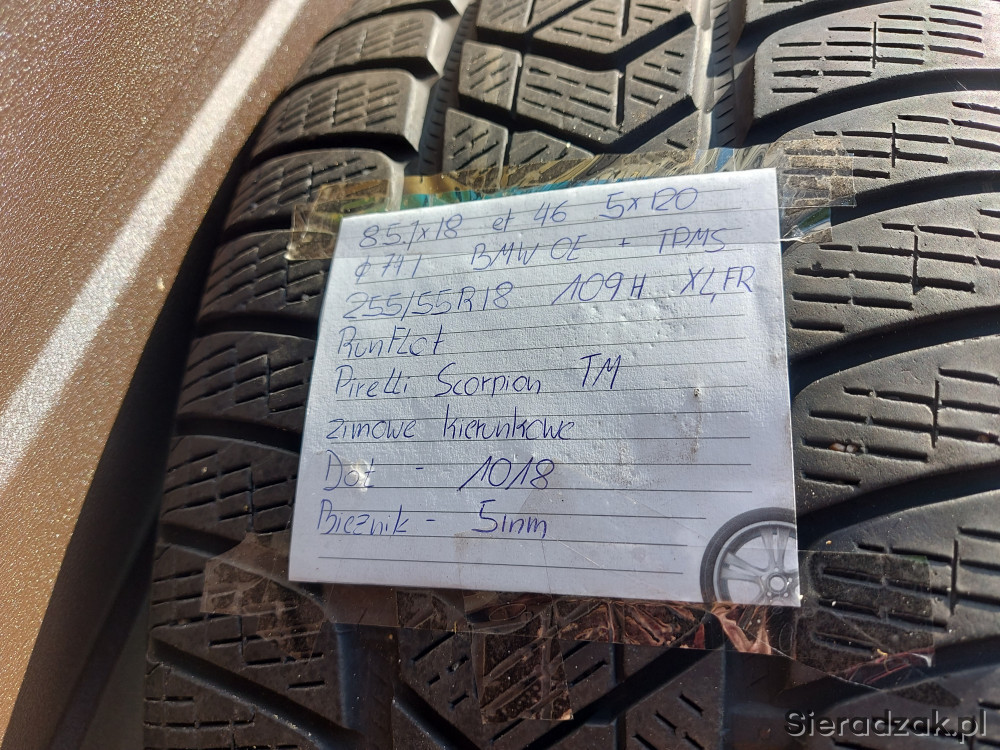 8.5Jx18 et 46 5x120
ф 74,1 BMW OE + TPMS
255/55R18 109H XL,FR
RunFlat
Pirelli Scorpion TM
zimowe kierunkowe
Dot - 1018
Bieżnik - 5mm
Sieradzak.pl